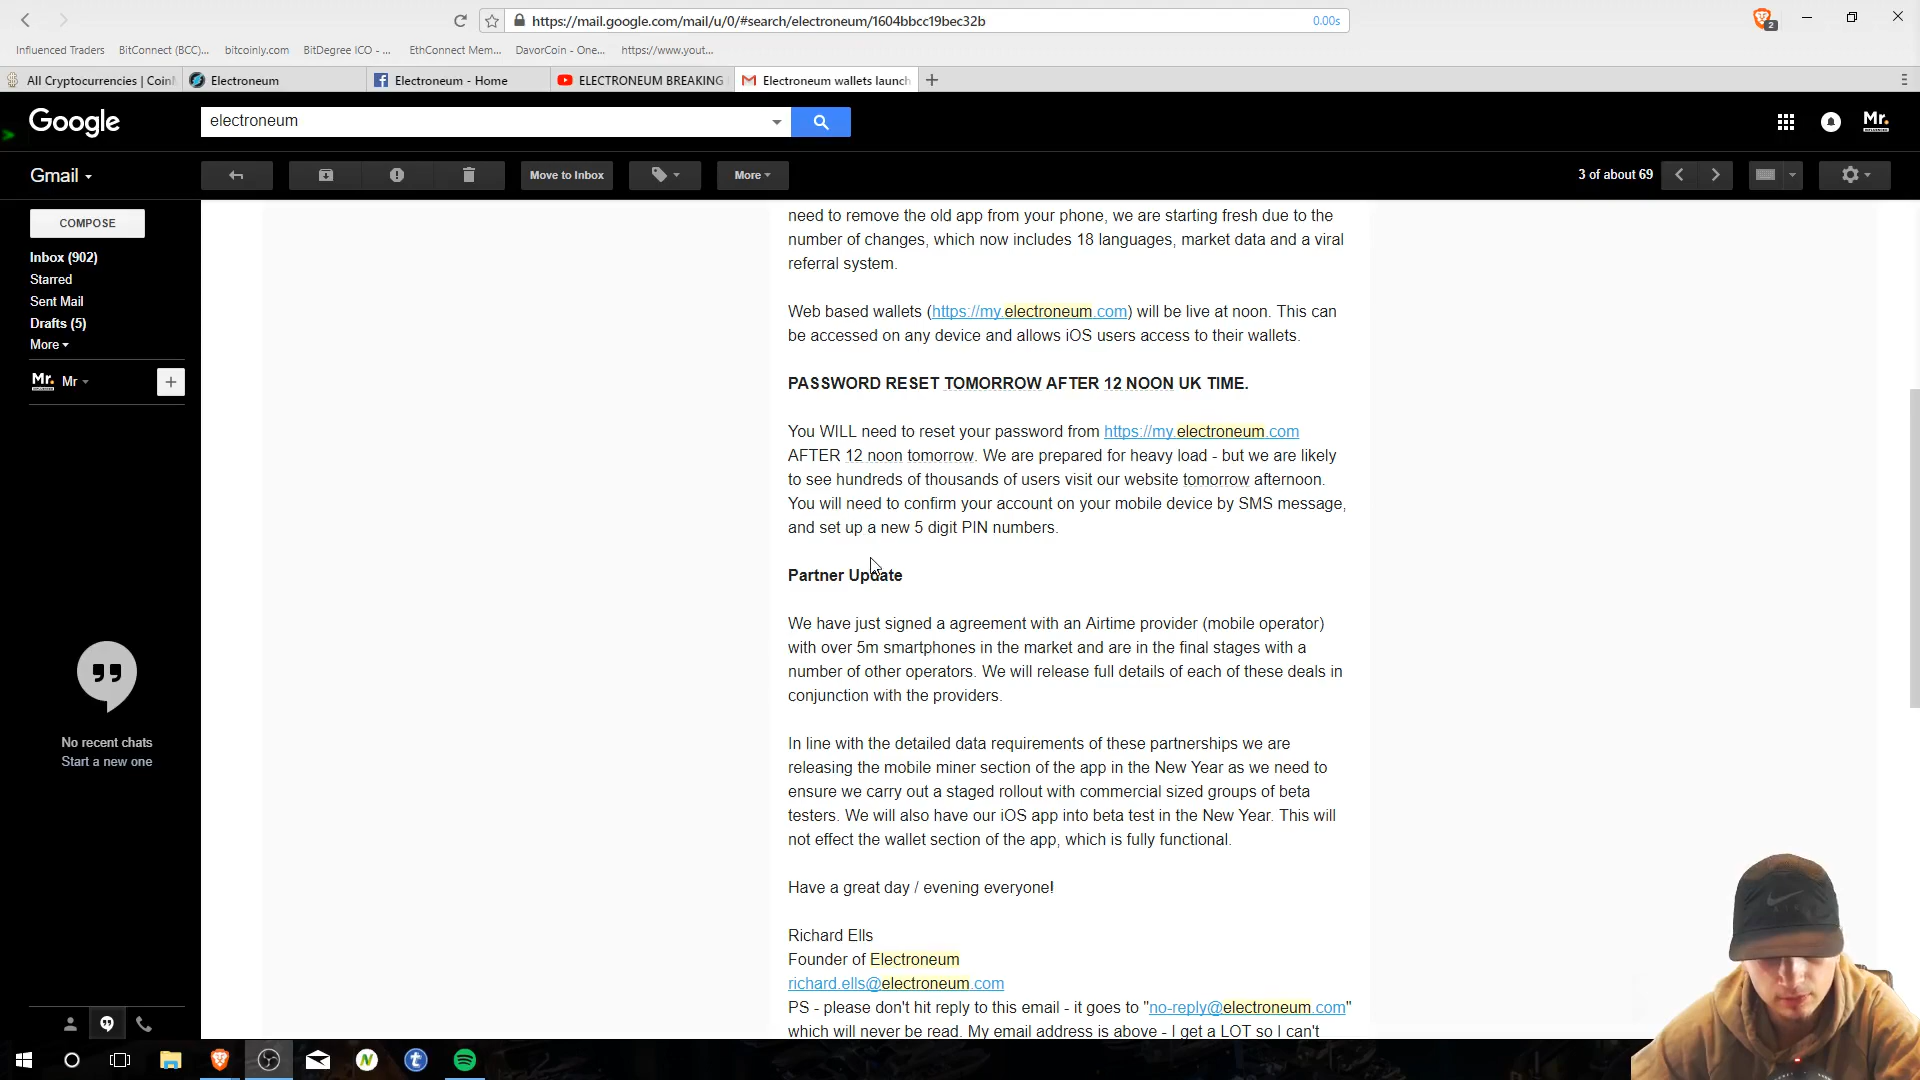 https://mail.google.com/mail/u/0/#search/electroneum/1604bbcc19bec32b
0.00s
2
Influenced Traders
BitConnect (BCC)...
bitcoinly.com
BitDegree ICO - ...
EthConnect Mem...
DavorCoin - One...
https://www.yout...
All Cryptocurrencies | Coin
Electroneum
Electroneum - Home
ELECTRONEUM BREAKING
Electroneum wallets launch
Google
electroneum
Mr.
Gmail
Move to Inbox
More
3 of about 69
COMPOSE
Inbox (902)
Starred
Sent Mail
Drafts (5)
More
Mr.
Mr
No recent chats
Start a new one
need to remove the old app from your phone, we are starting fresh due to the
number of changes, which now includes 18 languages, market data and a viral
referral system.
Web based wallets (https://my.electroneum.com) will be live at noon. This can
be accessed on any device and allows iOS users access to their wallets.
PASSWORD RESET TOMORROW AFTER 12 NOON UK TIME.
You WILL need to reset your password from https://my.electroneum.com
AFTER 12 noon tomorrow. We are prepared for heavy load - but we are likely
to see hundreds of thousands of users visit our website tomorrow afternoon.
You will need to confirm your account on your mobile device by SMS message,
and set up a new 5 digit PIN numbers.
Partner Update
We have just signed a agreement with an Airtime provider (mobile operator)
with over 5m smartphones in the market and are in the final stages with a
number of other operators. We will release full details of each of these deals in
conjunction with the providers.
In line with the detailed data requirements of these partnerships we are
releasing the mobile miner section of the app in the New Year as we need to
ensure we carry out a staged rollout with commercial sized groups of beta
testers. We will also have our iOS app into beta test in the New Year. This will
not effect the wallet section of the app, which is fully functional.
Have a great day / evening everyone!
Richard Ells
Founder of Electroneum
richard.ells@electroneum.com
PS - please don't hit reply to this email - it goes to "no-reply@electroneum.com"
which will never be read. My email address is above - I get a LOT so I can't